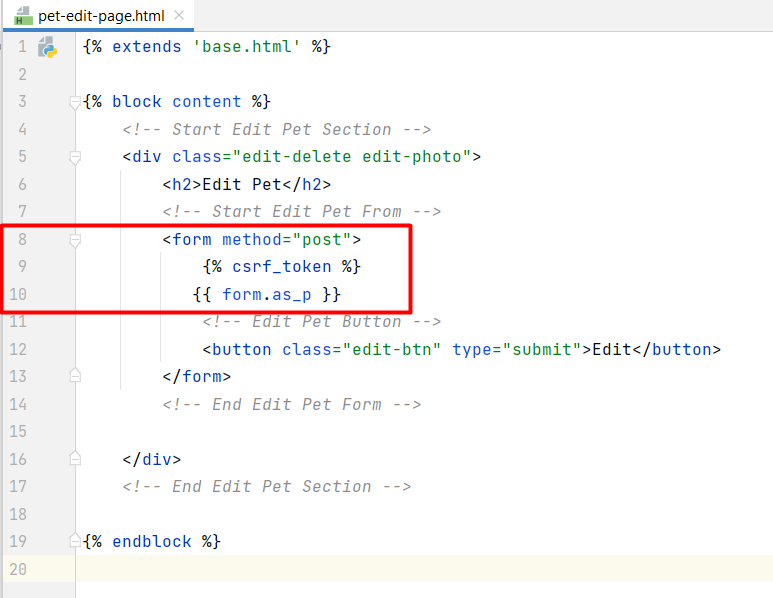 pet-edit-page.html
1 {% extends 'base.html' %}
2
3 {% block content %}
4 <!-- Start Edit Pet Section -->
5 <div class="edit-delete edit-photo">
6 <h2>Edit Pet</h2>
7 <!-- Start Edit Pet From -->
8 <form method="post">
9 {% csrf_token %}
10 {{ form.as_p }}
11 <!-- Edit Pet Button -->
12 <button class="edit-btn" type="submit">Edit</button>
13 </form>
14 <!-- End Edit Pet Form -->
15
16 </div>
17 <!-- End Edit Pet Section -->
18
19 {% endblock %}
20